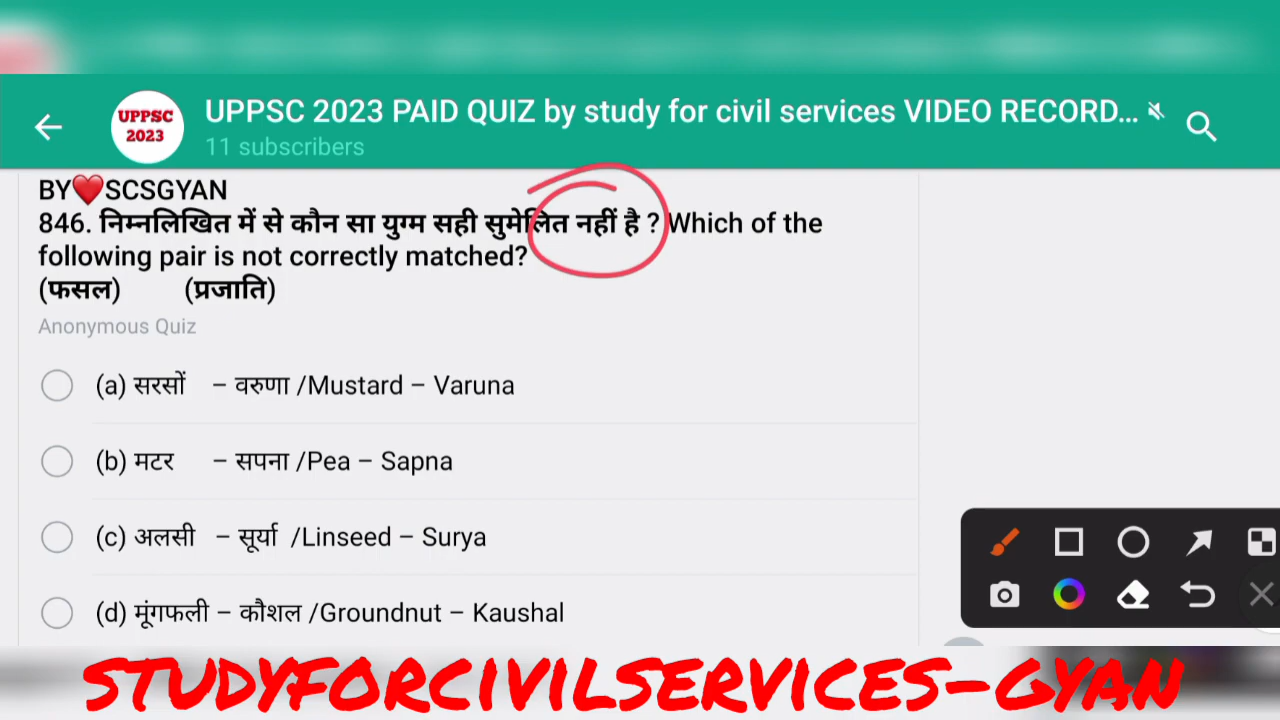 UPPSC 2023 PAID QUIZ by study for civil services VIDEO RECORD...
UPPSC
2023
11 subscribers
BY❤️SCSGYAN
846. निम्नलिखित में से कौन सा युग्म सही सुमेलित नहीं है ? Which of the
following pair is not correctly matched?
(फसल) (प्रजाति)
Anonymous Quiz
(a) सरसों – वरुणा /Mustard – Varuna
(b) मटर – सपना /Pea – Sapna
(c) अलसी – सूर्या /Linseed – Surya
(d) मूंगफली – कौशल /Groundnut – Kaushal
STUDYFORCIVILSERVICES-GYAN